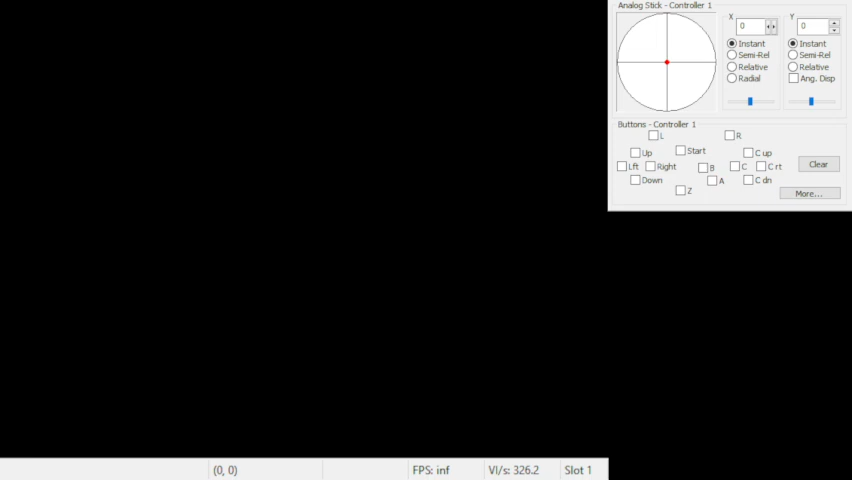 Analog Stick - Controller 1
X
Y
0
0
Instant
Instant
Semi-Rel
Semi-Rel
Relative
Relative
Radial
Ang. Disp
Buttons - Controller 1
L
R
Up
Start
C up
Lft
Right
B
C
C rt
Clear
Down
A
C dn
Z
More...
(0, 0)
FPS: inf
VI/s: 326.2
Slot 1